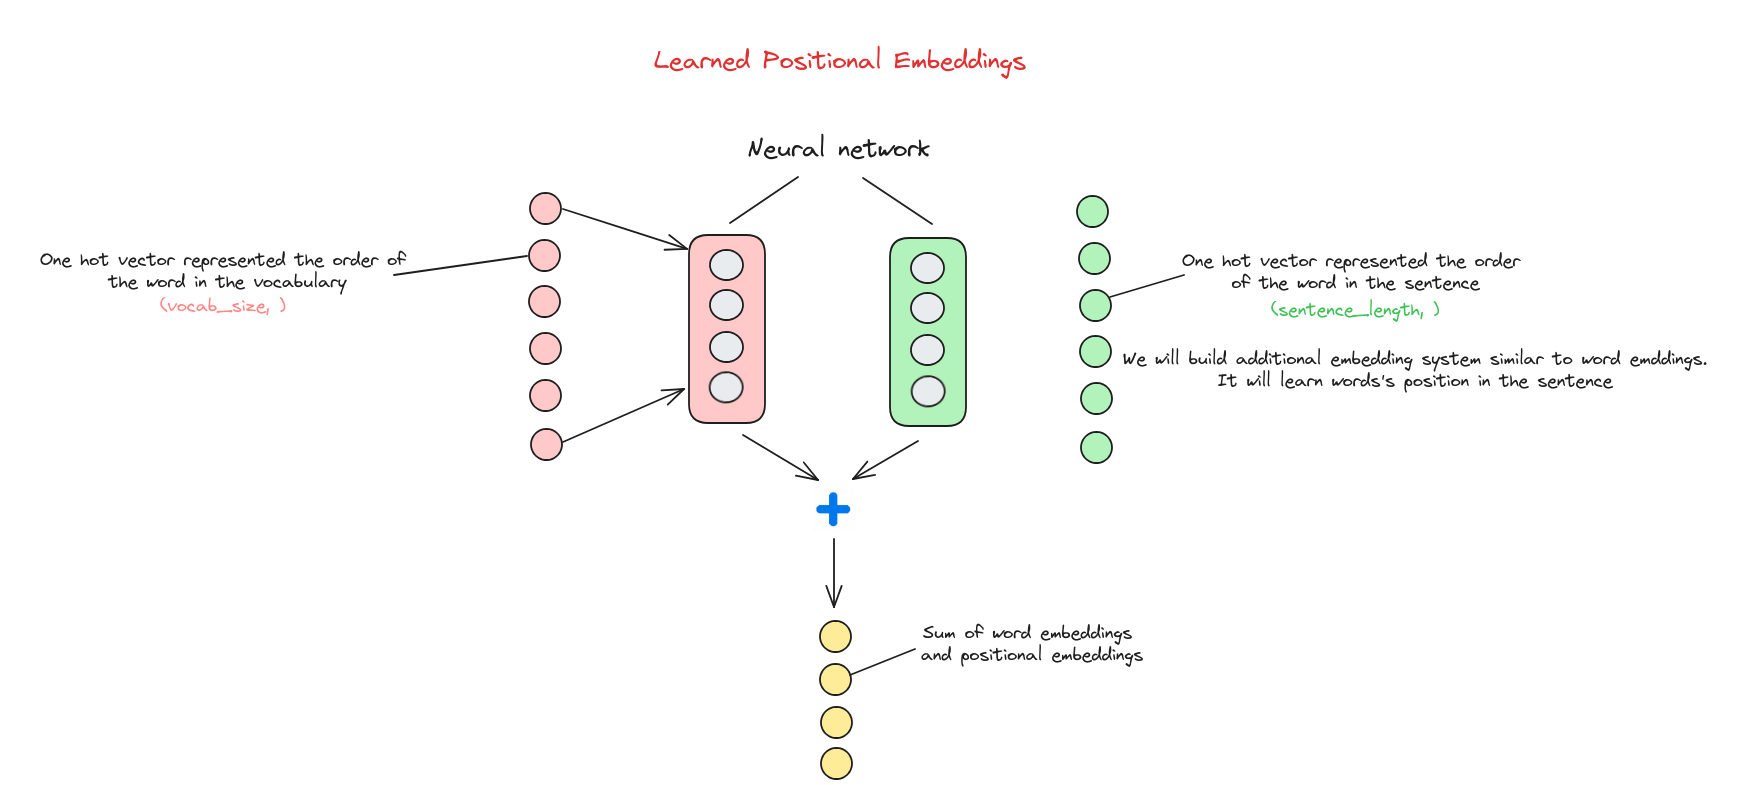 Learned Positional Embeddings
Neural network
One hot vector represented the order of
the word in the vocabulary
(vocab_size, )
One hot vector represented the order
of the word in the sentence
(sentence_length, )
We will build additional embedding system similar to word emddings.
It will learn words's position in the sentence
Sum of word embeddings
and positional embeddings